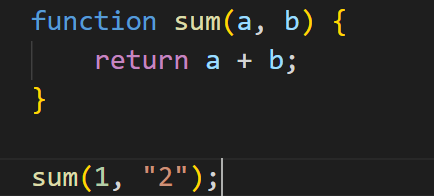 function sum(a, b) {
    return a + b;
}
sum(1, "2");